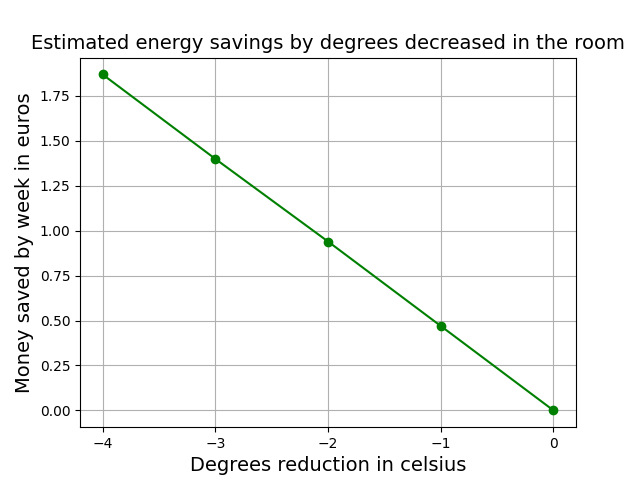 Estimated energy savings by degrees decreased in the room
Money saved by week in euros
1.75
1.50
1.25
1.00
0.75
0.50
0.25
0.00
−4 −3 −2 −1 0
Degrees reduction in celsius